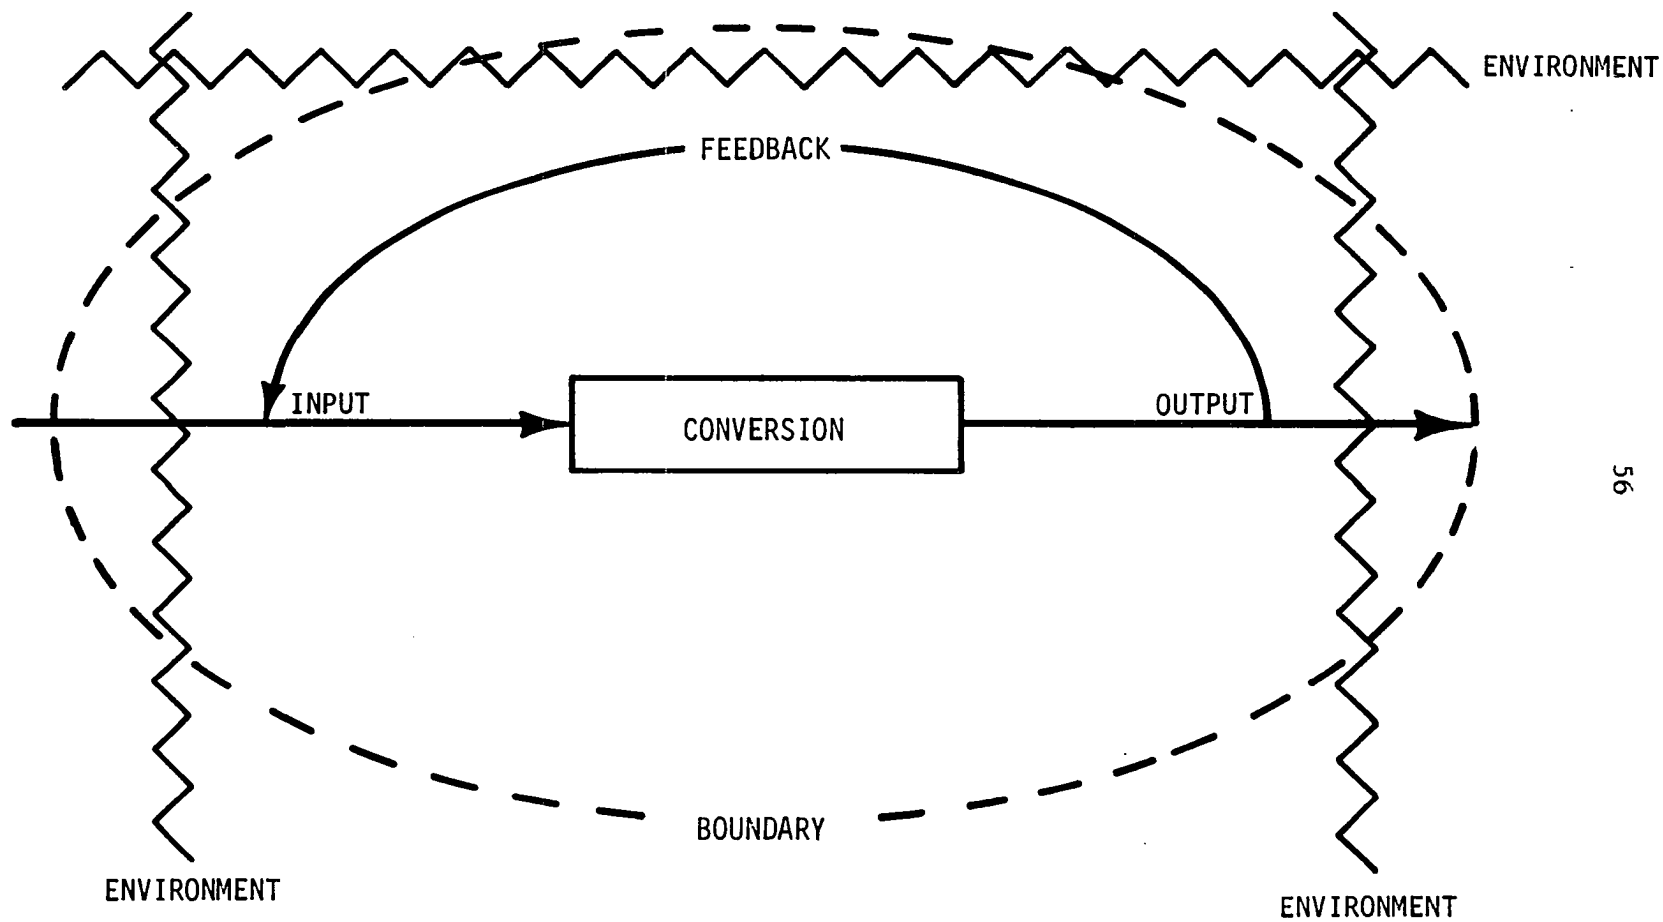 ENVIRONMENT
FEEDBACK
INPUT
OUTPUT
CONVERSION
56
BOUNDARY
ENVIRONMENT
ENVIRONMENT